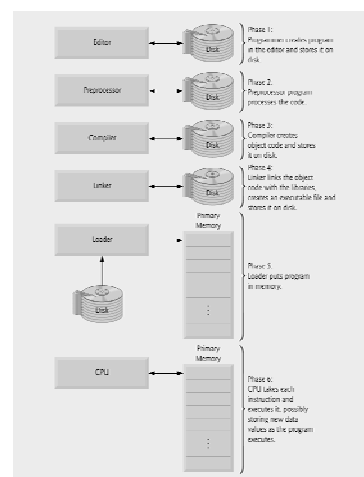 Editor
Disk
Phase 1:
Programmer creates program
in the editor and stores it on
disk.
Preprocessor
Disk
Phase 2:
Preprocessor program
processes the code.
Compiler
Disk
Phase 3:
Compiler creates
object code and stores
it on disk.
Linker
Disk
Phase 4:
Linker links the object
code with the libraries,
creates an executable file and
stores it on disk.
Loader
Disk
Primary
Memory
Phase 5:
Loader puts program
in memory.
CPU
Primary
Memory
Phase 6:
CPU takes each
instruction and
executes it, possibly
storing new data
values as the program
executes.